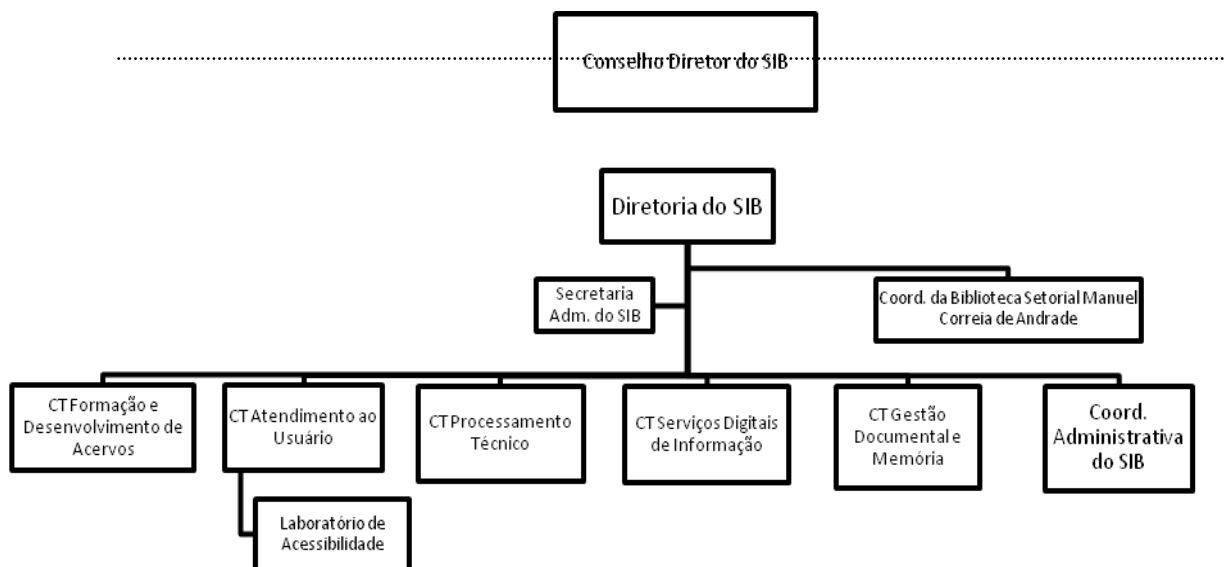 Conselho Diretor do SIB
Diretoria do SIB
Secretaria
Adm. do SIB
Coord. da Biblioteca Setorial Manuel
Correia de Andrade
CT Formação e
Desenvolvimento de
Acervos
CT Atendimento ao
Usuário
CT Processamento
Técnico
CT Serviços Digitais
de Informação
CT Gestão
Documental e
Memória
Coord.
Administrativa
do SIB
Laboratório de
Acessibilidade